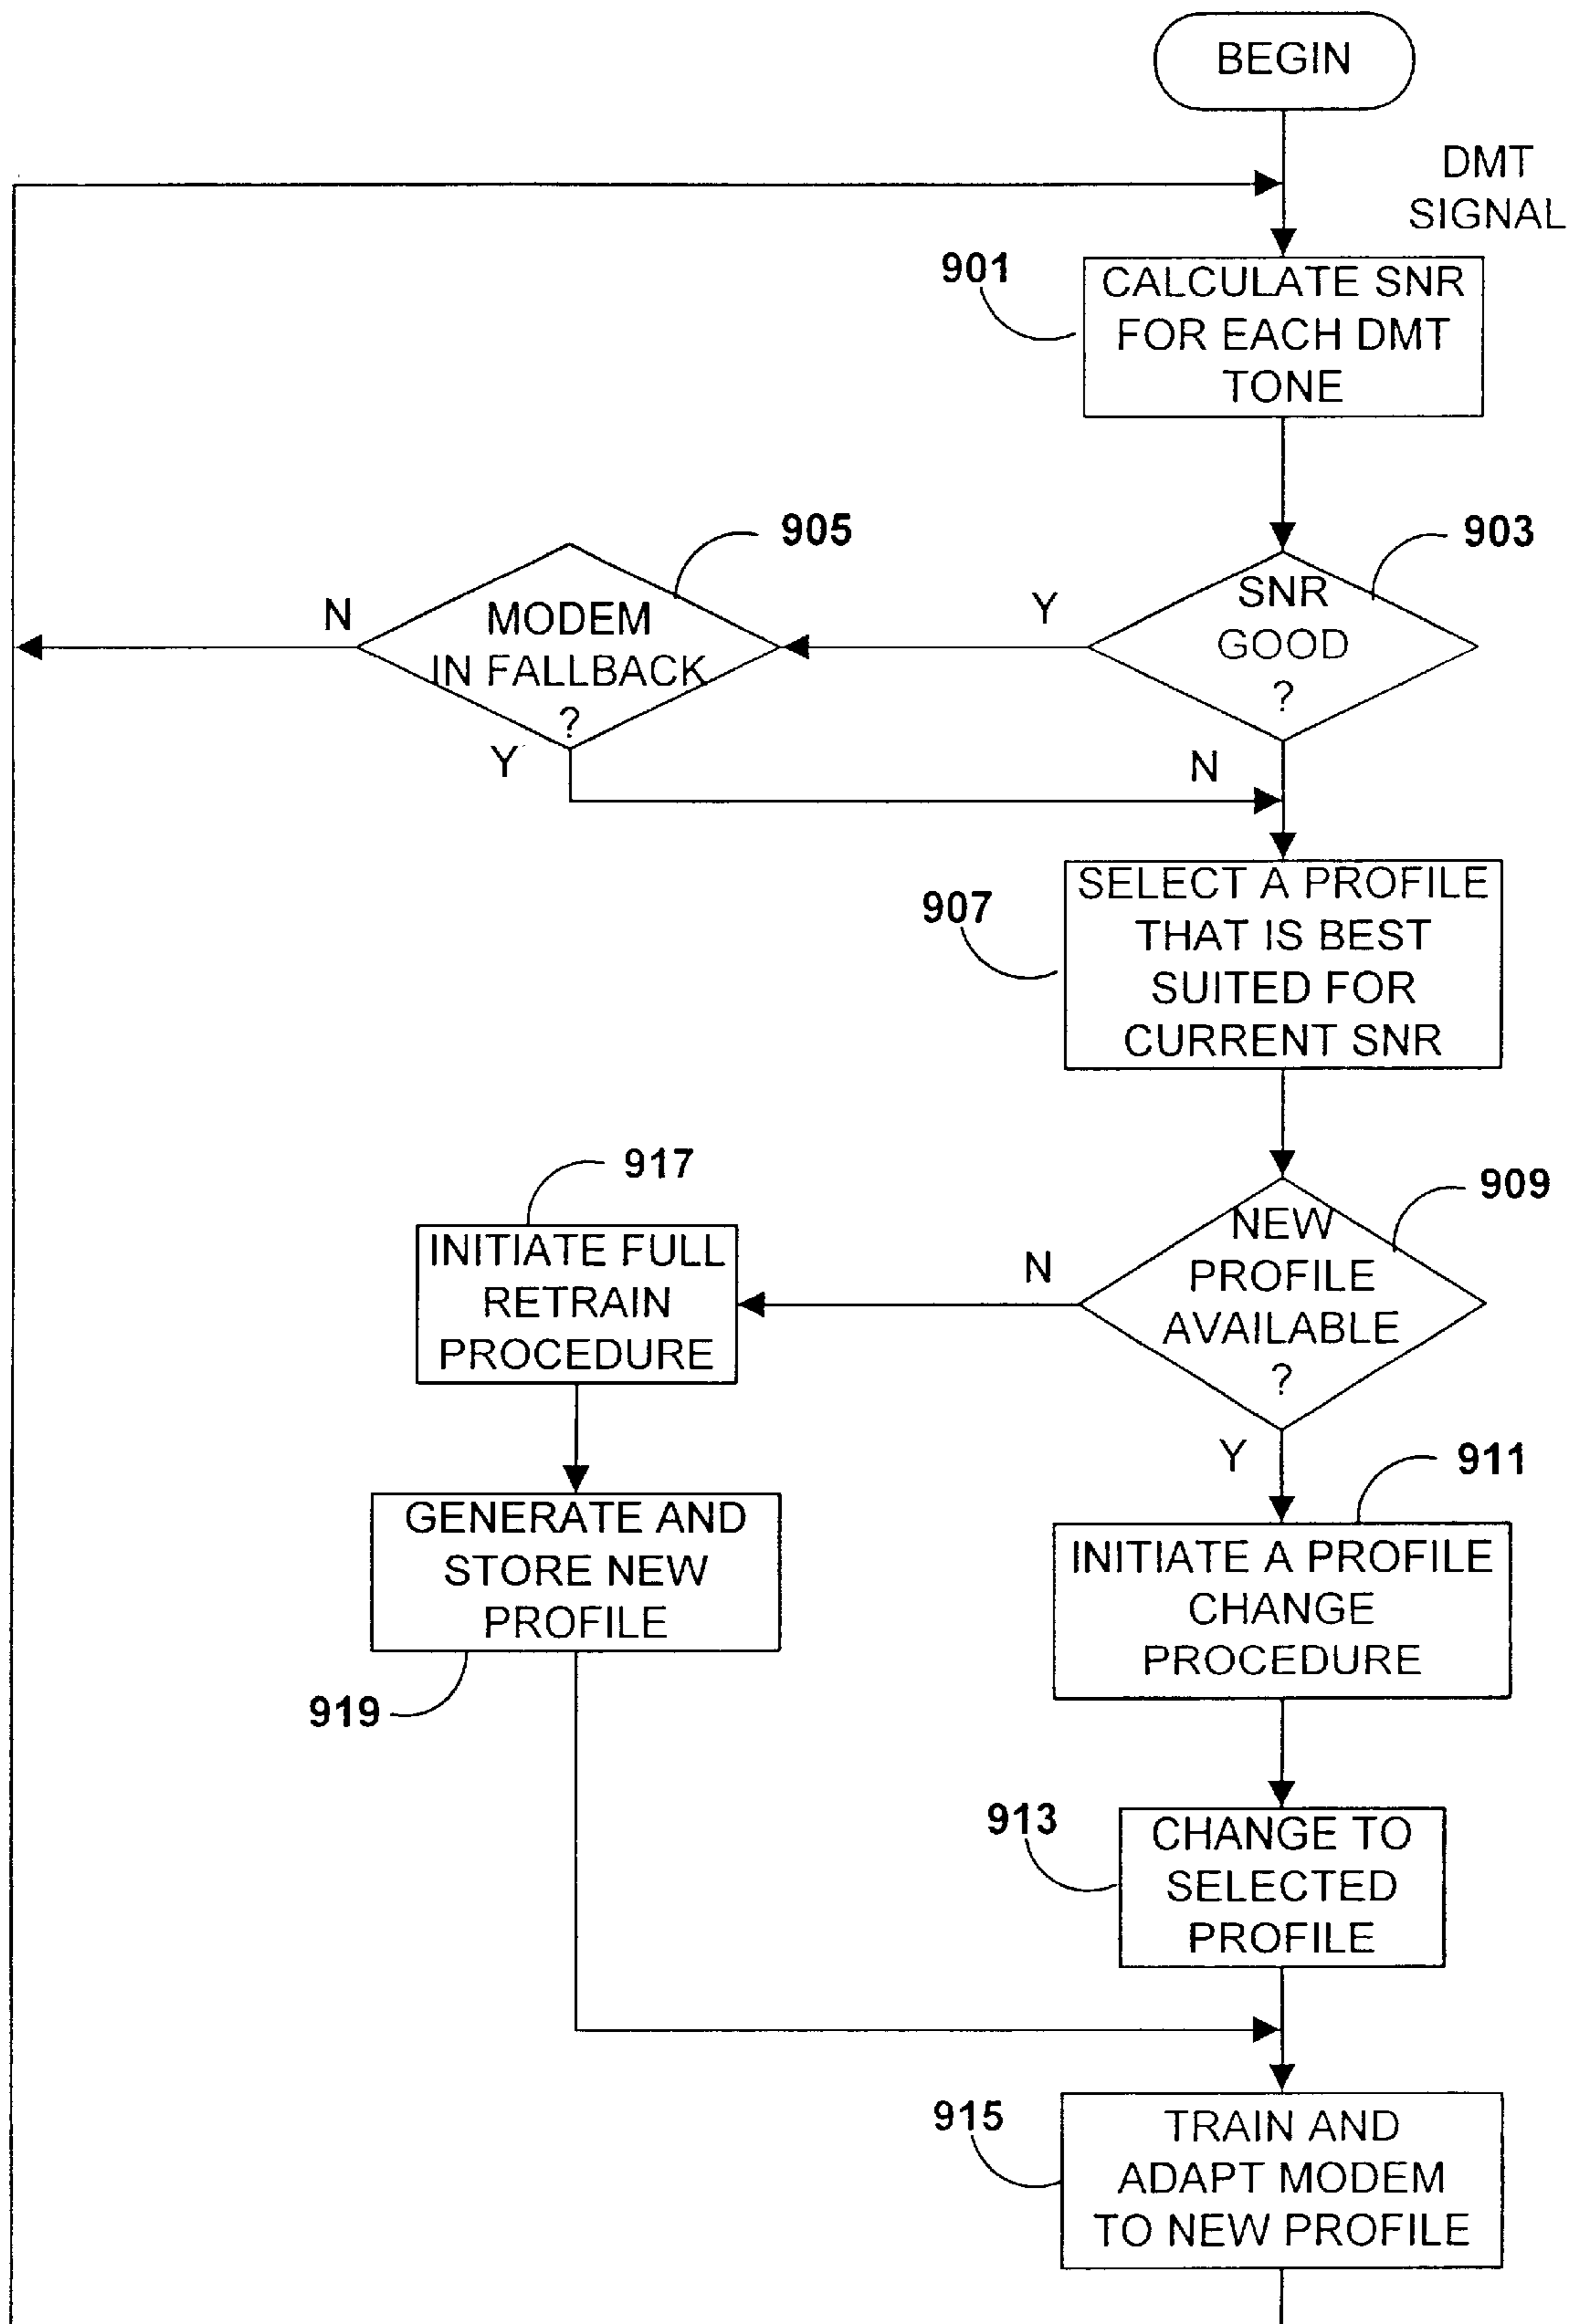 BEGIN
DMT
SIGNAL
901
CALCULATE SNR
FOR EACH DMT
TONE
905
903
N
MODEM
IN FALLBACK
?
Y
SNR
GOOD
?
Y
N
907
SELECT A PROFILE
THAT IS BEST
SUITED FOR
CURRENT SNR
917
909
INITIATE FULL
RETRAIN
PROCEDURE
N
NEW
PROFILE
AVAILABLE
?
Y
911
GENERATE AND
STORE NEW
PROFILE
919
INITIATE A PROFILE
CHANGE
PROCEDURE
913
CHANGE TO
SELECTED
PROFILE
915
TRAIN AND
ADAPT MODEM
TO NEW PROFILE